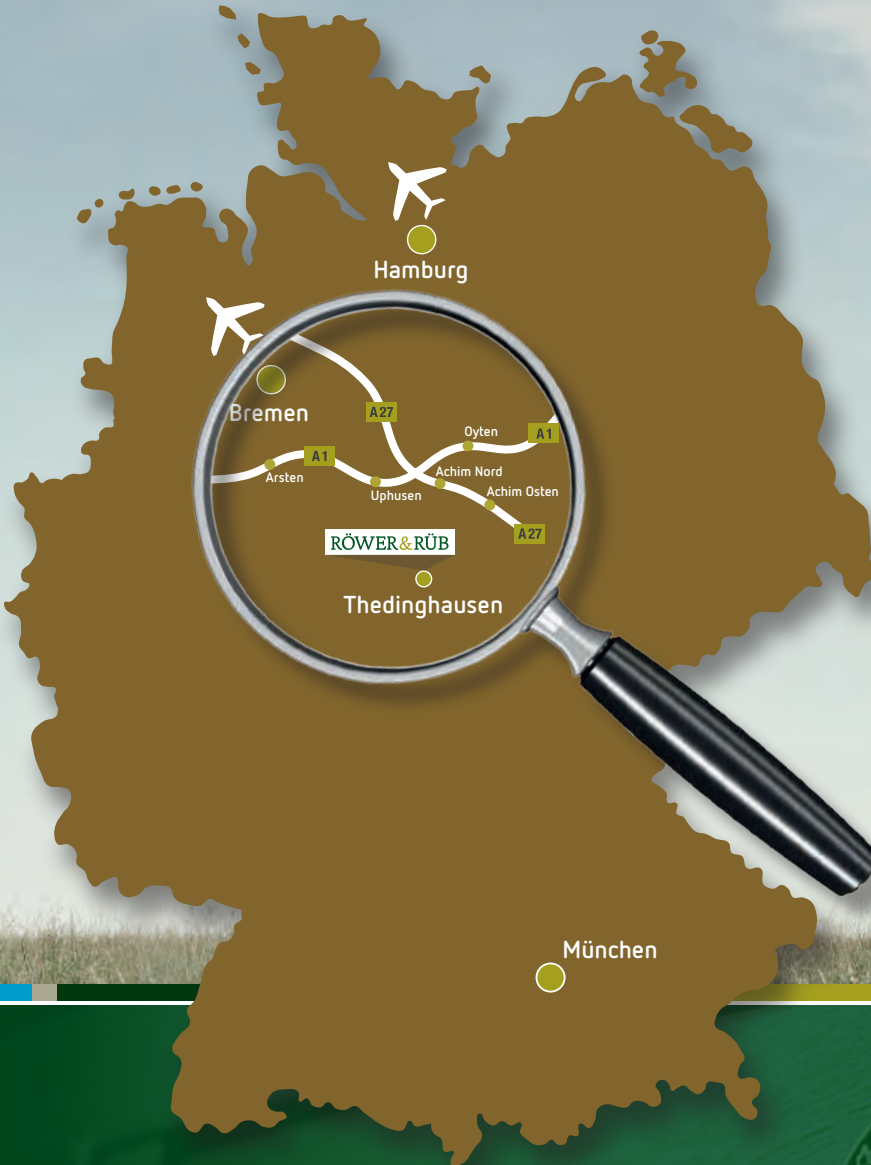 Hamburg
Bremen
A27
Oyten
A1
A1
Arsten
Achim Nord
Uphusen
Achim Osten
A27
RÖWER&RÜB
Thedinghausen
München